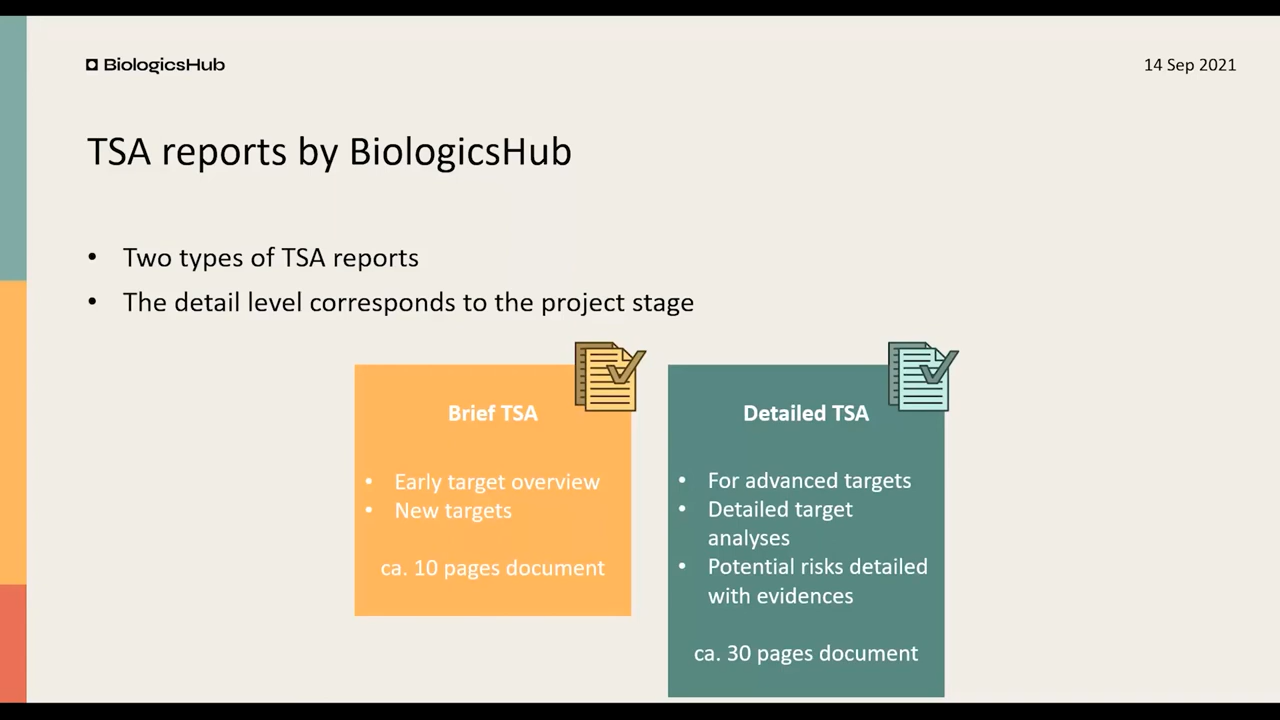 BiologicsHub
14 Sep 2021
TSA reports by BiologicsHub
• Two types of TSA reports
• The detail level corresponds to the project stage
Brief TSA
• Early target overview
• New targets
ca. 10 pages document
Detailed TSA
• For advanced targets
• Detailed target
analyses
• Potential risks detailed
with evidences
ca. 30 pages document